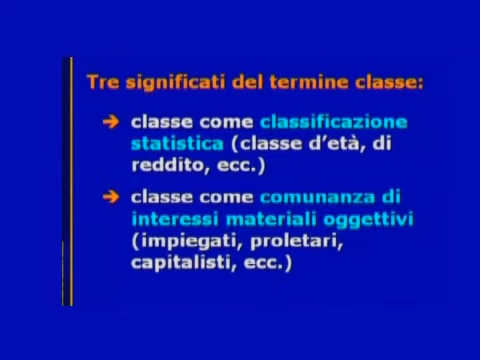 Tre significati del termine classe:
classe come classificazione
statistica (classe d'età, di
reddito, ecc.)
classe come comunanza di
interessi materiali oggettivi
(impiegati, proletari,
capitalisti, ecc.)